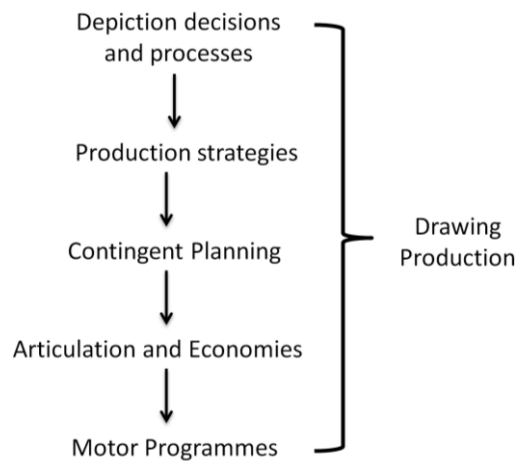 Depiction decisions
and processes
Production strategies
Contingent Planning
Articulation and Economies
Motor Programmes
Drawing
Production